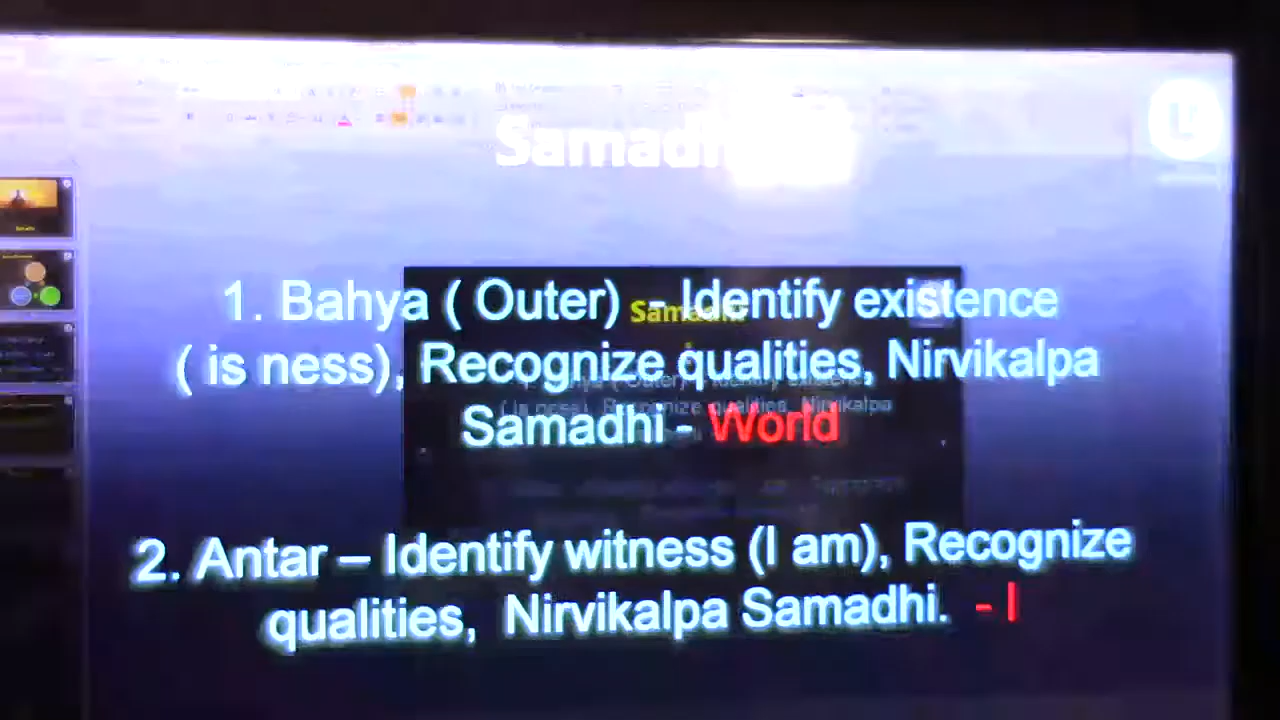 Samadhi
1. Bahya ( Outer) - Identify existence
( is ness), Recognize qualities, Nirvikalpa
Samadhi - World
2. Antar – Identify witness (I am), Recognize
qualities, Nirvikalpa Samadhi. - I
Samadhi